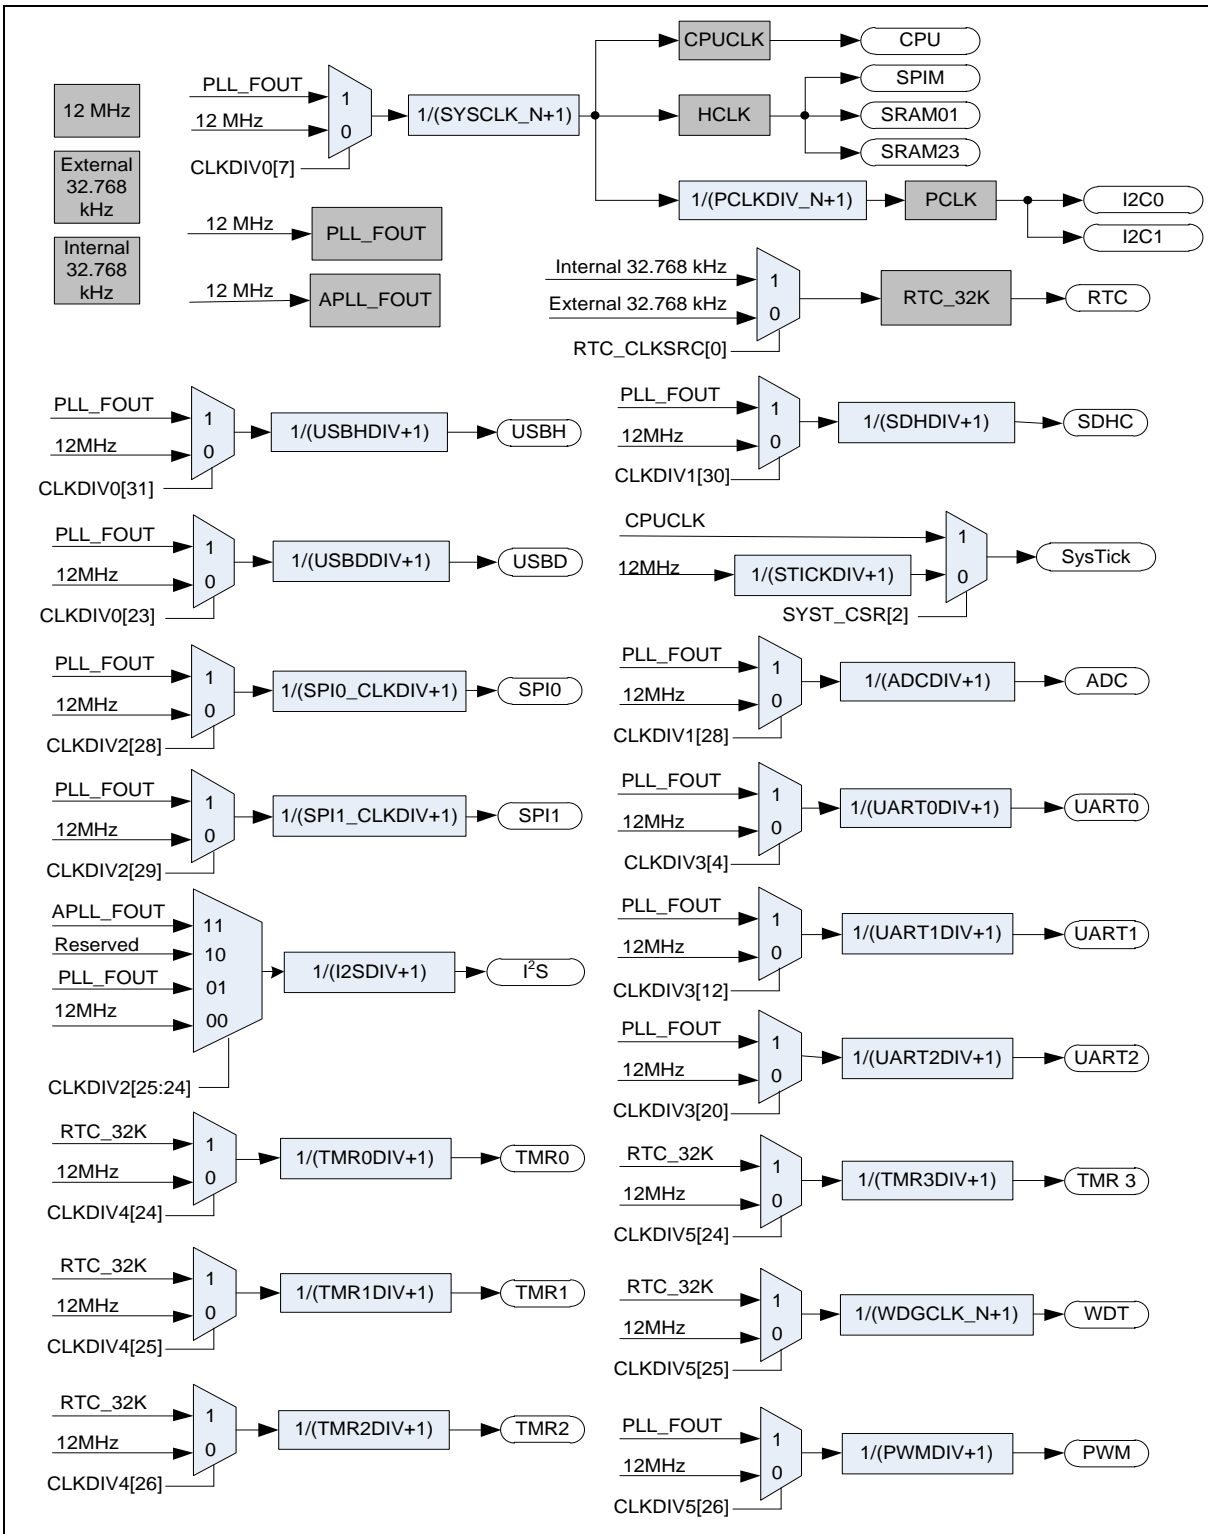 12 MHz
External
32.768
kHz
Internal
32.768
kHz
PLL_FOUT
12 MHz
1
0
CLKDIV0[7]
1/(SYSCLK_N+1)
CPUCLK
CPU
HCLK
SPIM
SRAM01
SRAM23
1/(PCLKDIV_N+1)
PCLK
I2C0
I2C1
12 MHz
PLL_FOUT
12 MHz
APLL_FOUT
Internal 32.768 kHz
External 32.768 kHz
1
0
RTC_CLKSRC[0]
RTC_32K
RTC
PLL_FOUT
12MHz
1
0
CLKDIV0[31]
1/(USBHDIV+1)
USBH
PLL_FOUT
12MHz
1
0
CLKDIV1[30]
1/(SDHDIV+1)
SDHC
PLL_FOUT
12MHz
1
0
CLKDIV0[23]
1/(USBDDIV+1)
USBD
CPUCLK
12MHz
1/(STICKDIV+1)
1
0
SYST_CSR[2]
SysTick
PLL_FOUT
12MHz
1
0
CLKDIV2[28]
1/(SPI0_CLKDIV+1)
SPI0
PLL_FOUT
12MHz
1
0
CLKDIV1[28]
1/(ADCDIV+1)
ADC
PLL_FOUT
12MHz
1
0
CLKDIV2[29]
1/(SPI1_CLKDIV+1)
SPI1
PLL_FOUT
12MHz
1
0
CLKDIV3[4]
1/(UART0DIV+1)
UART0
APLL_FOUT
Reserved
PLL_FOUT
12MHz
11
10
01
00
CLKDIV2[25:24]
1/(I2SDIV+1)
I²S
PLL_FOUT
12MHz
1
0
CLKDIV3[12]
1/(UART1DIV+1)
UART1
PLL_FOUT
12MHz
1
0
CLKDIV3[20]
1/(UART2DIV+1)
UART2
RTC_32K
12MHz
1
0
CLKDIV4[24]
1/(TMR0DIV+1)
TMR0
RTC_32K
12MHz
1
0
CLKDIV5[24]
1/(TMR3DIV+1)
TMR 3
RTC_32K
12MHz
1
0
CLKDIV4[25]
1/(TMR1DIV+1)
TMR1
RTC_32K
12MHz
1
0
CLKDIV5[25]
1/(WDGCLK_N+1)
WDT
RTC_32K
12MHz
1
0
CLKDIV4[26]
1/(TMR2DIV+1)
TMR2
PLL_FOUT
12MHz
1
0
CLKDIV5[26]
1/(PWMDIV+1)
PWM